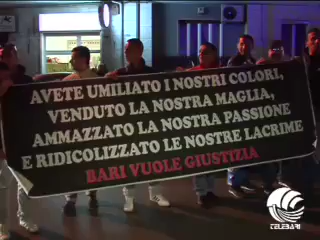 AVETE UMILIATO I NOSTRI COLORI,
VENDUTO LA NOSTRA MAGLIA,
AMMAZZATO LA NOSTRA PASSIONE
E RIDICOLIZZATO LE NOSTRE LACRIME
BARI VUOLE GIUSTIZIA
TELEBARI